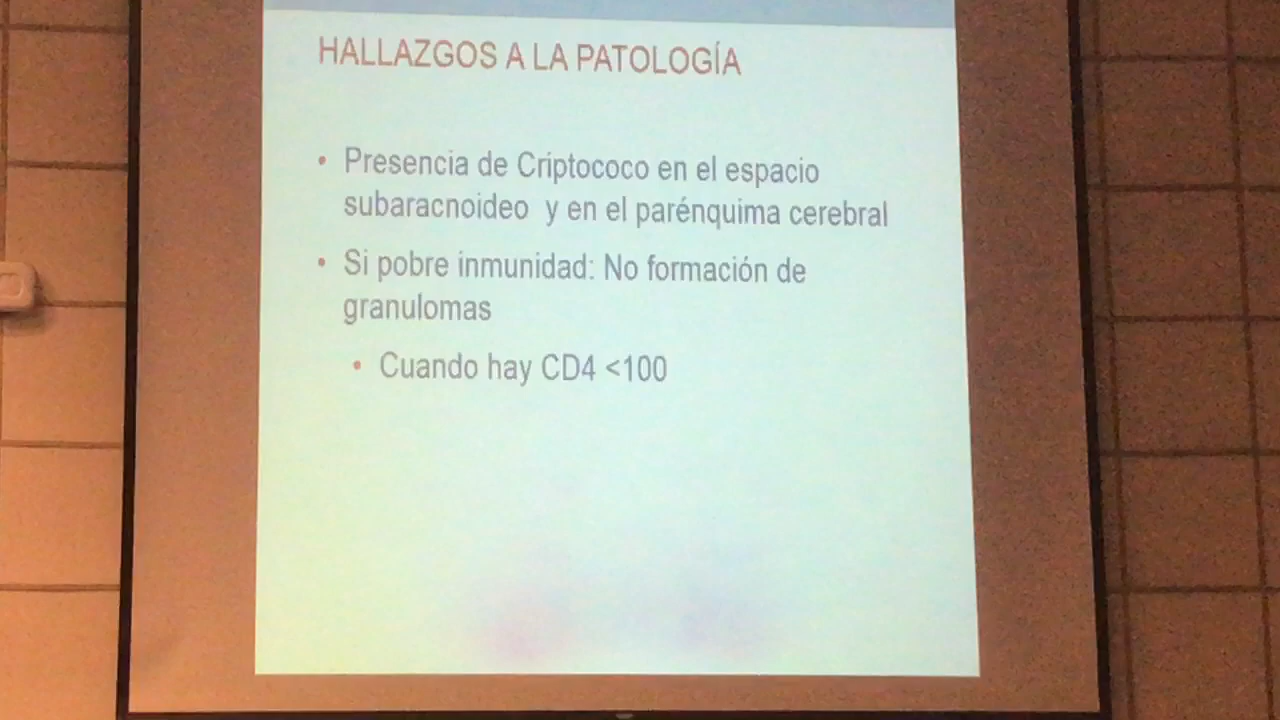 HALLAZGOS A LA PATOLOGÍA
• Presencia de Criptococo en el espacio
subaracnoideo y en el parénquima cerebral
• Si pobre inmunidad: No formación de
granulomas
• Cuando hay CD4 <100